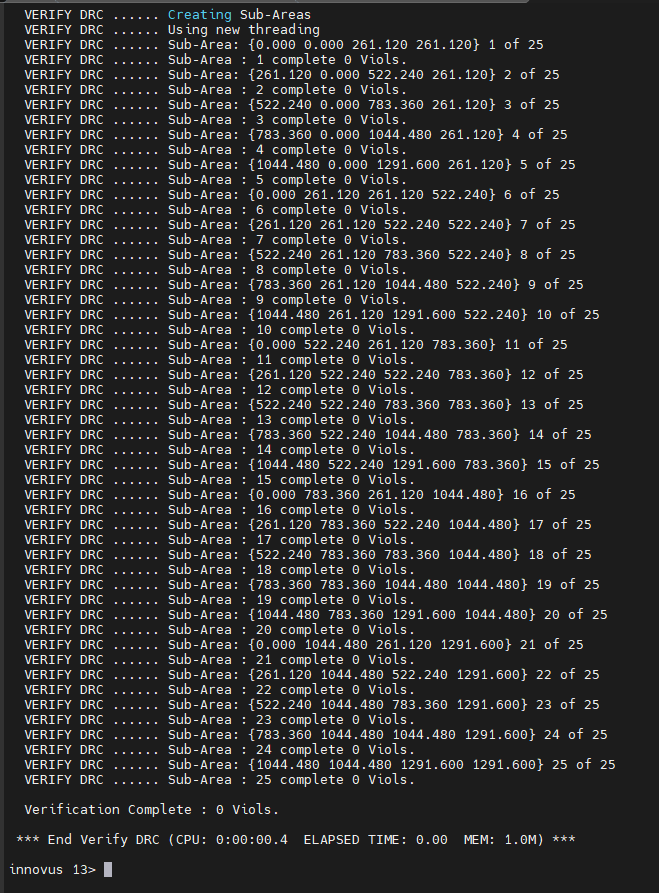 VERIFY DRC ...... Creating Sub-Areas
VERIFY DRC ...... Using new threading
VERIFY DRC ...... Sub-Area: {0.000 0.000 261.120 261.120} 1 of 25
VERIFY DRC ...... Sub-Area : 1 complete 0 Viols.
VERIFY DRC ...... Sub-Area: {261.120 0.000 522.240 261.120} 2 of 25
VERIFY DRC ...... Sub-Area : 2 complete 0 Viols.
VERIFY DRC ...... Sub-Area: {522.240 0.000 783.360 261.120} 3 of 25
VERIFY DRC ...... Sub-Area : 3 complete 0 Viols.
VERIFY DRC ...... Sub-Area: {783.360 0.000 1044.480 261.120} 4 of 25
VERIFY DRC ...... Sub-Area : 4 complete 0 Viols.
VERIFY DRC ...... Sub-Area: {1044.480 0.000 1291.600 261.120} 5 of 25
VERIFY DRC ...... Sub-Area : 5 complete 0 Viols.
VERIFY DRC ...... Sub-Area: {0.000 261.120 261.120 522.240} 6 of 25
VERIFY DRC ...... Sub-Area : 6 complete 0 Viols.
VERIFY DRC ...... Sub-Area: {261.120 261.120 522.240 522.240} 7 of 25
VERIFY DRC ...... Sub-Area : 7 complete 0 Viols.
VERIFY DRC ...... Sub-Area: {522.240 261.120 783.360 522.240} 8 of 25
VERIFY DRC ...... Sub-Area : 8 complete 0 Viols.
VERIFY DRC ...... Sub-Area: {783.360 261.120 1044.480 522.240} 9 of 25
VERIFY DRC ...... Sub-Area : 9 complete 0 Viols.
VERIFY DRC ...... Sub-Area: {1044.480 261.120 1291.600 522.240} 10 of 25
VERIFY DRC ...... Sub-Area : 10 complete 0 Viols.
VERIFY DRC ...... Sub-Area: {0.000 522.240 261.120 783.360} 11 of 25
VERIFY DRC ...... Sub-Area : 11 complete 0 Viols.
VERIFY DRC ...... Sub-Area: {261.120 522.240 522.240 783.360} 12 of 25
VERIFY DRC ...... Sub-Area : 12 complete 0 Viols.
VERIFY DRC ...... Sub-Area: {522.240 522.240 783.360 783.360} 13 of 25
VERIFY DRC ...... Sub-Area : 13 complete 0 Viols.
VERIFY DRC ...... Sub-Area: {783.360 522.240 1044.480 783.360} 14 of 25
VERIFY DRC ...... Sub-Area : 14 complete 0 Viols.
VERIFY DRC ...... Sub-Area: {1044.480 522.240 1291.600 783.360} 15 of 25
VERIFY DRC ...... Sub-Area : 15 complete 0 Viols.
VERIFY DRC ...... Sub-Area: {0.000 783.360 261.120 1044.480} 16 of 25
VERIFY DRC ...... Sub-Area : 16 complete 0 Viols.
VERIFY DRC ...... Sub-Area: {261.120 783.360 522.240 1044.480} 17 of 25
VERIFY DRC ...... Sub-Area : 17 complete 0 Viols.
VERIFY DRC ...... Sub-Area: {522.240 783.360 783.360 1044.480} 18 of 25
VERIFY DRC ...... Sub-Area : 18 complete 0 Viols.
VERIFY DRC ...... Sub-Area: {783.360 783.360 1044.480 1044.480} 19 of 25
VERIFY DRC ...... Sub-Area : 19 complete 0 Viols.
VERIFY DRC ...... Sub-Area: {1044.480 783.360 1291.600 1044.480} 20 of 25
VERIFY DRC ...... Sub-Area : 20 complete 0 Viols.
VERIFY DRC ...... Sub-Area: {0.000 1044.480 261.120 1291.600} 21 of 25
VERIFY DRC ...... Sub-Area : 21 complete 0 Viols.
VERIFY DRC ...... Sub-Area: {261.120 1044.480 522.240 1291.600} 22 of 25
VERIFY DRC ...... Sub-Area : 22 complete 0 Viols.
VERIFY DRC ...... Sub-Area: {522.240 1044.480 783.360 1291.600} 23 of 25
VERIFY DRC ...... Sub-Area : 23 complete 0 Viols.
VERIFY DRC ...... Sub-Area: {783.360 1044.480 1044.480 1291.600} 24 of 25
VERIFY DRC ...... Sub-Area : 24 complete 0 Viols.
VERIFY DRC ...... Sub-Area: {1044.480 1044.480 1291.600 1291.600} 25 of 25
VERIFY DRC ...... Sub-Area : 25 complete 0 Viols.
Verification Complete : 0 Viols.
*** End Verify DRC (CPU: 0:00:00.4 ELAPSED TIME: 0.00 MEM: 1.0M) ***
innovus 13>